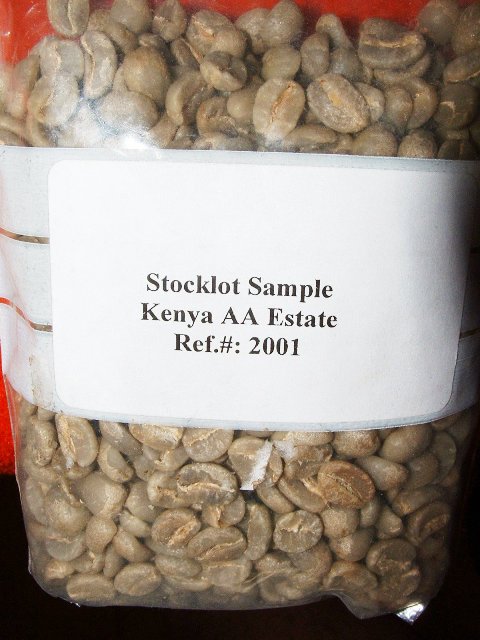 Stocklot Sample
Kenya AA Estate
Ref.#: 2001